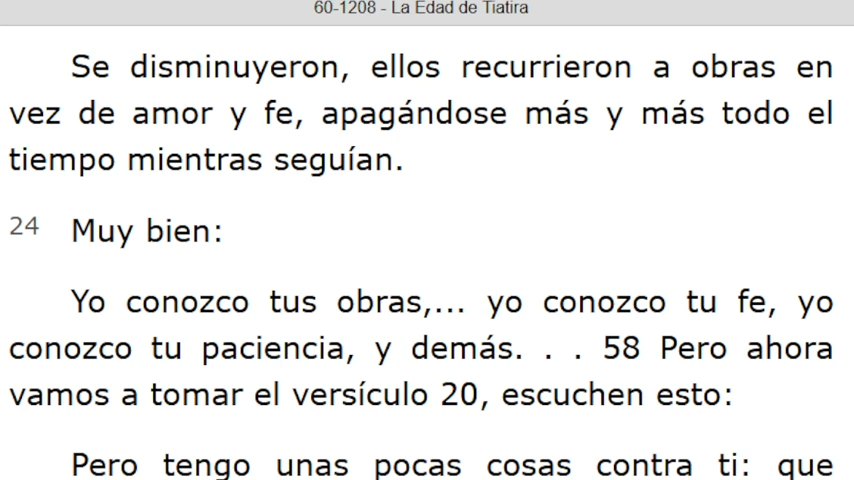 60-1208 - La Edad de Tiatira
Se disminuyeron, ellos recurrieron a obras en
vez de amor y fe, apagándose más y más todo el
tiempo mientras seguían.
24 Muy bien:
Yo conozco tus obras,... yo conozco tu fe, yo
conozco tu paciencia, y demás. . . 58 Pero ahora
vamos a tomar el versículo 20, escuchen esto:
Pero tengo unas pocas cosas contra ti: que